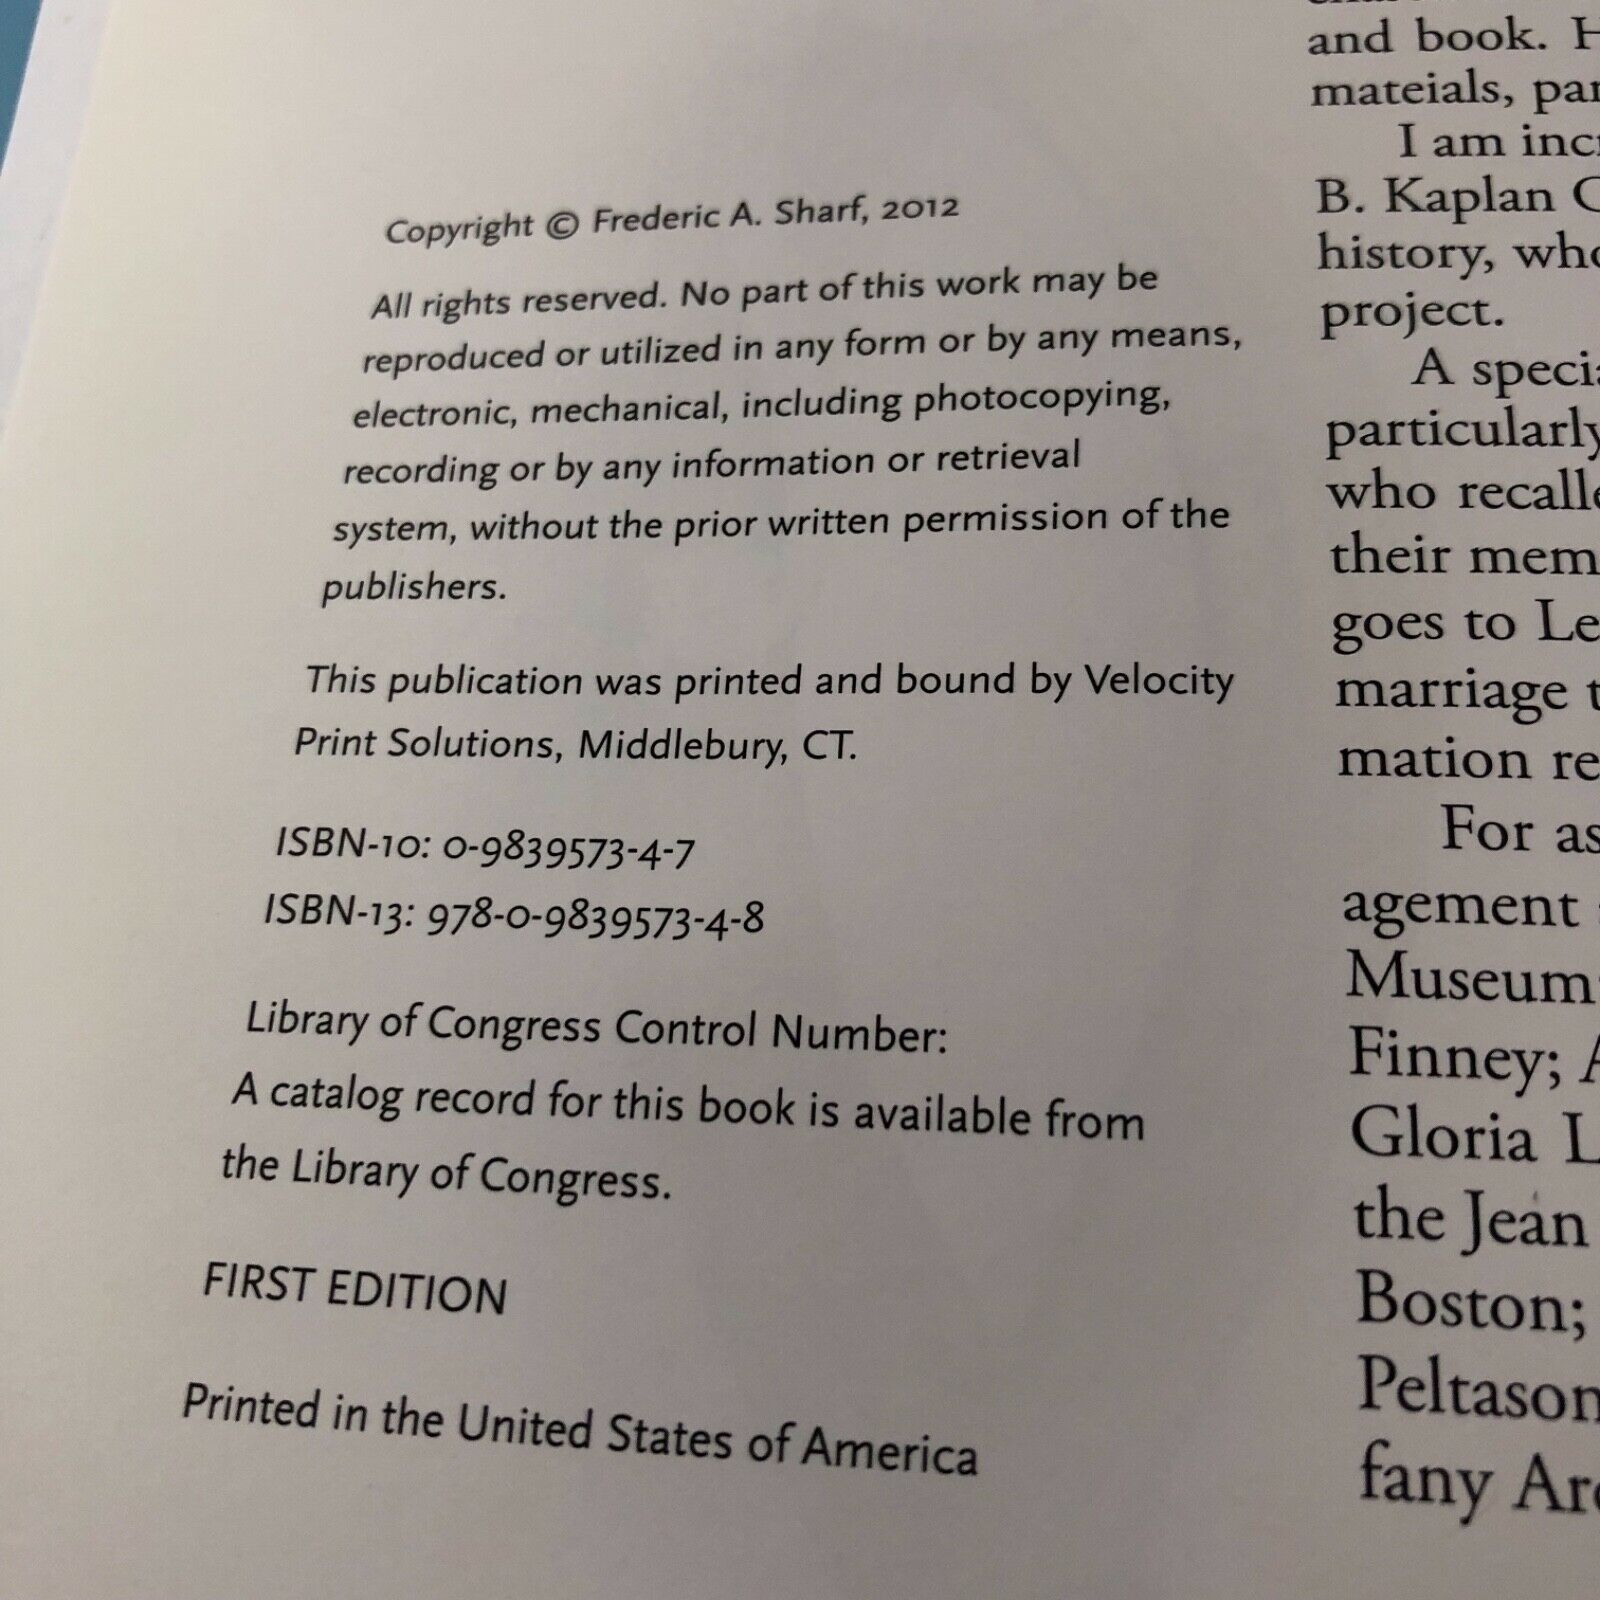 Copyright © Frederic A. Sharf, 2012
All rights reserved. No part of this work may be
reproduced or utilized in any form or by any means,
electronic, mechanical, including photocopying,
recording or by any information or retrieval
system, without the prior written permission of the
publishers.
This publication was printed and bound by Velocity
Print Solutions, Middlebury, CT.
ISBN-10: 0-9839573-4-7
ISBN-13: 978-0-9839573-4-8
Library of Congress Control Number:
A catalog record for this book is available from
the Library of Congress.
FIRST EDITION
Printed in the United States of America
and book.
mateials,
I am
B. Kaplan
history,
project.
A
who
their
goes to
marriage
mation
For
agement
Museum
Finney;
Gloria
the Jean
Boston;
Peltason
fany